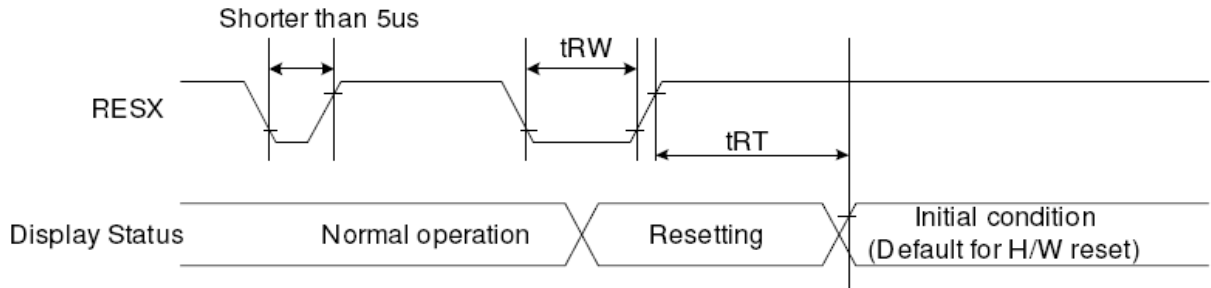 Shorter than 5us
tRW
RESX
tRT
Display Status
Normal operation
Resetting
Initial condition
(Default for H/W reset)